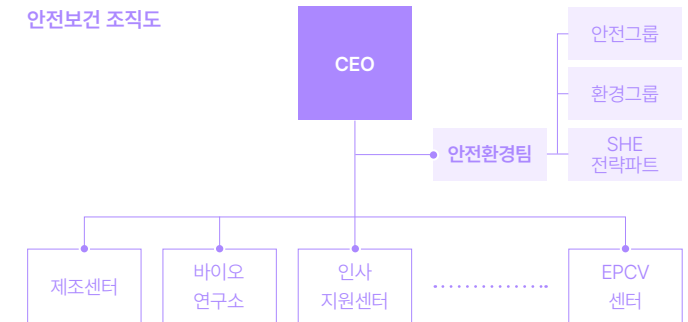 안전보건 조직도
CEO
안전그룹
환경그룹
안전환경팀
SHE
전략파트
제조센터
바이오
연구소
인사
지원센터
EPCV
센터